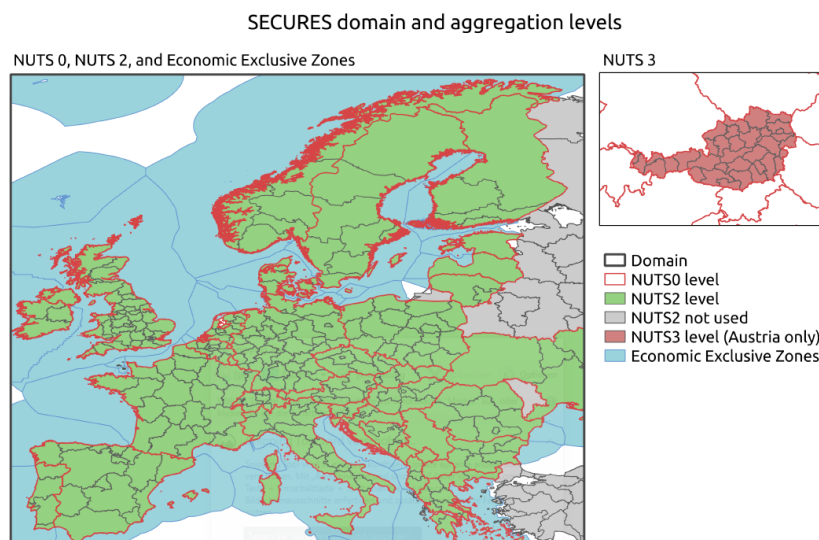 SECURES domain and aggregation levels
NUTS 0, NUTS 2, and Economic Exclusive Zones
NUTS 3
Domain
NUTS0 level
NUTS2 level
NUTS2 not used
NUTS3 level (Austria only)
Economic Exclusive Zones